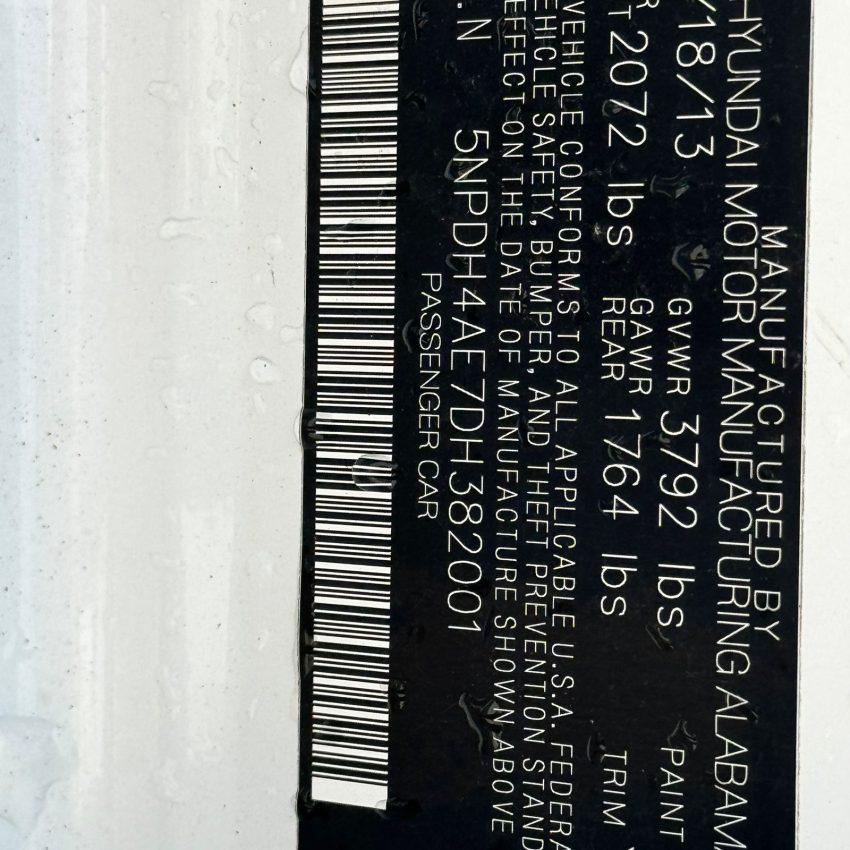 MANUFACTURED BY
HYUNDAI MOTOR MANUFACTURING ALABAMA
/18/13 GVWR 3792 lbs PAINT
GAWR
2072 lbs REAR 1764 lbs TRIM
VEHICLE CONFORMS TO ALL APPLICABLE U.S.A. FEDERA
EHICLE SAFETY, BUMPER, AND THEFT PREVENTION STAND
EFFECT ON THE DATE OF MANUFACTURE SHOWN ABOVE
.N 5NPDH4AE7DH382001
PASSENGER CAR